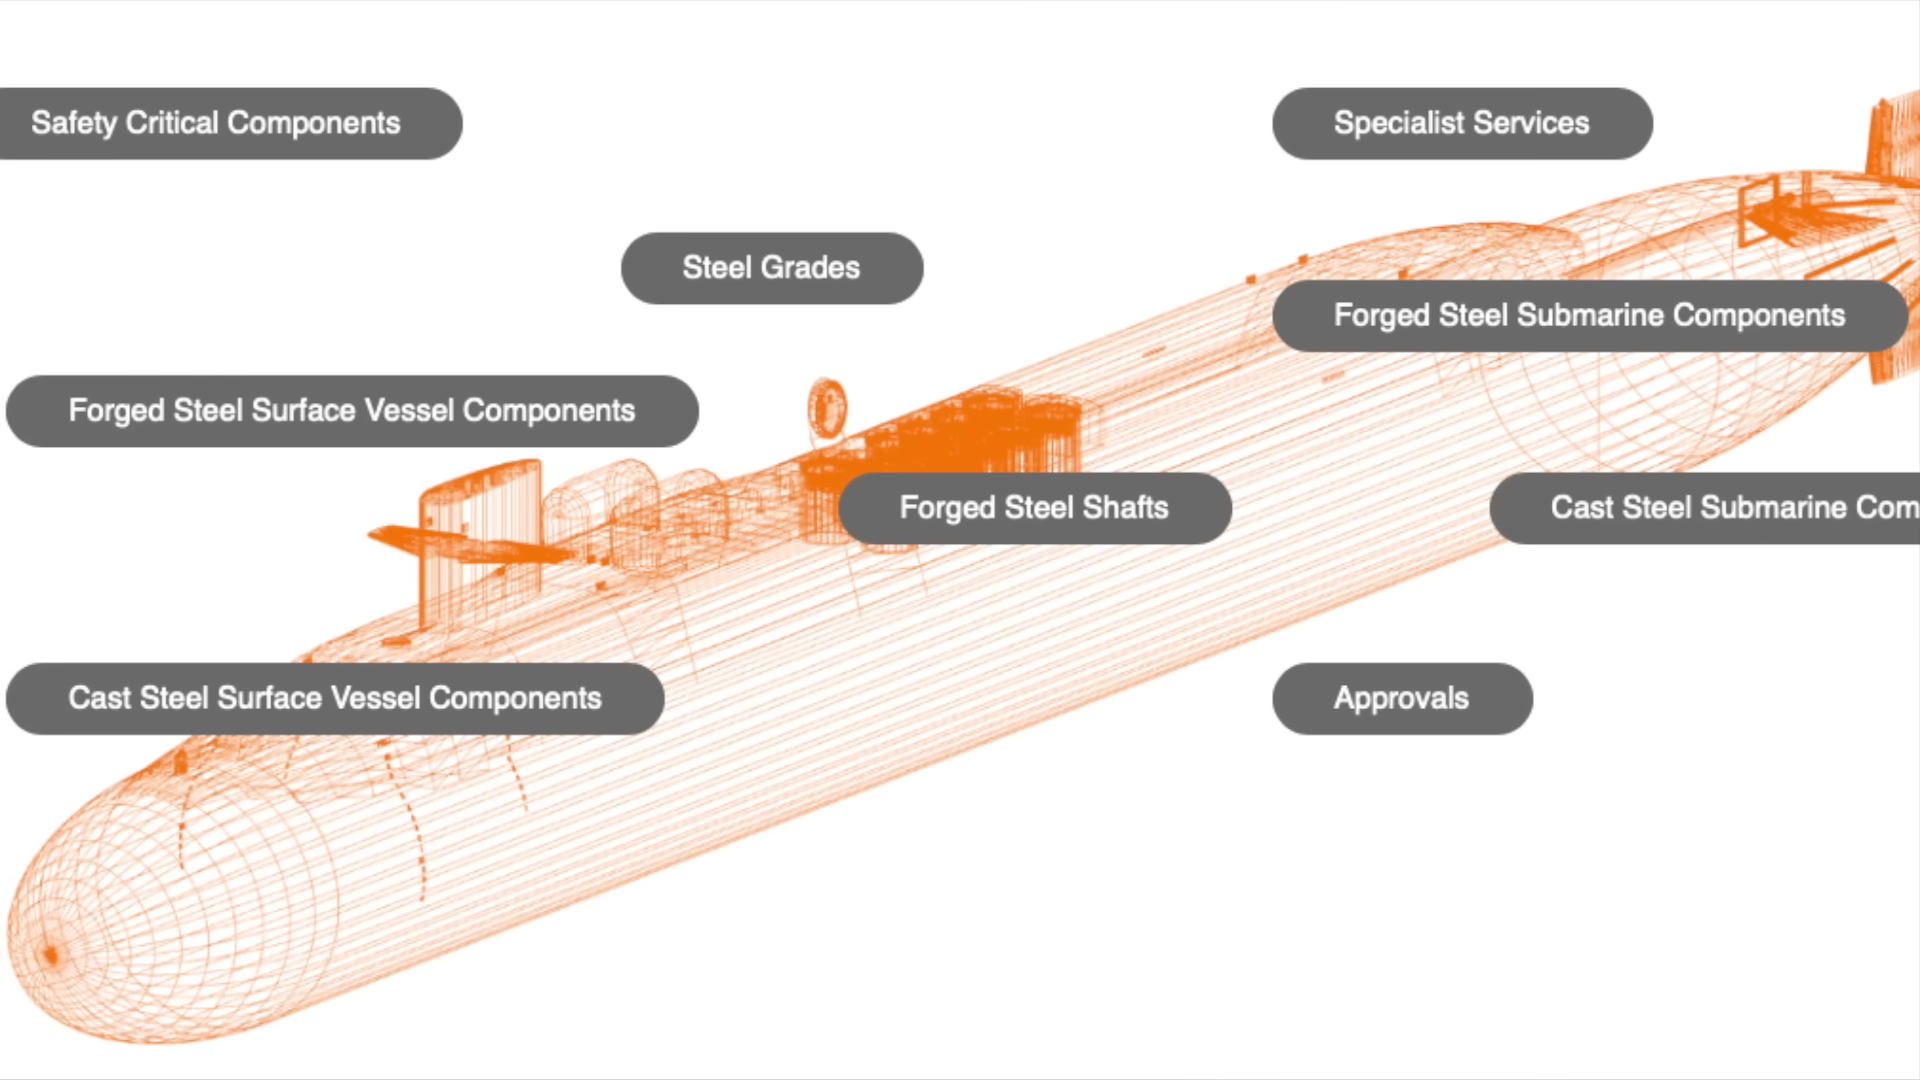 Safety Critical Components
Specialist Services
Steel Grades
Forged Steel Submarine Components
Forged Steel Surface Vessel Components
Forged Steel Shafts
Cast Steel Submarine Com
Cast Steel Surface Vessel Components
Approvals